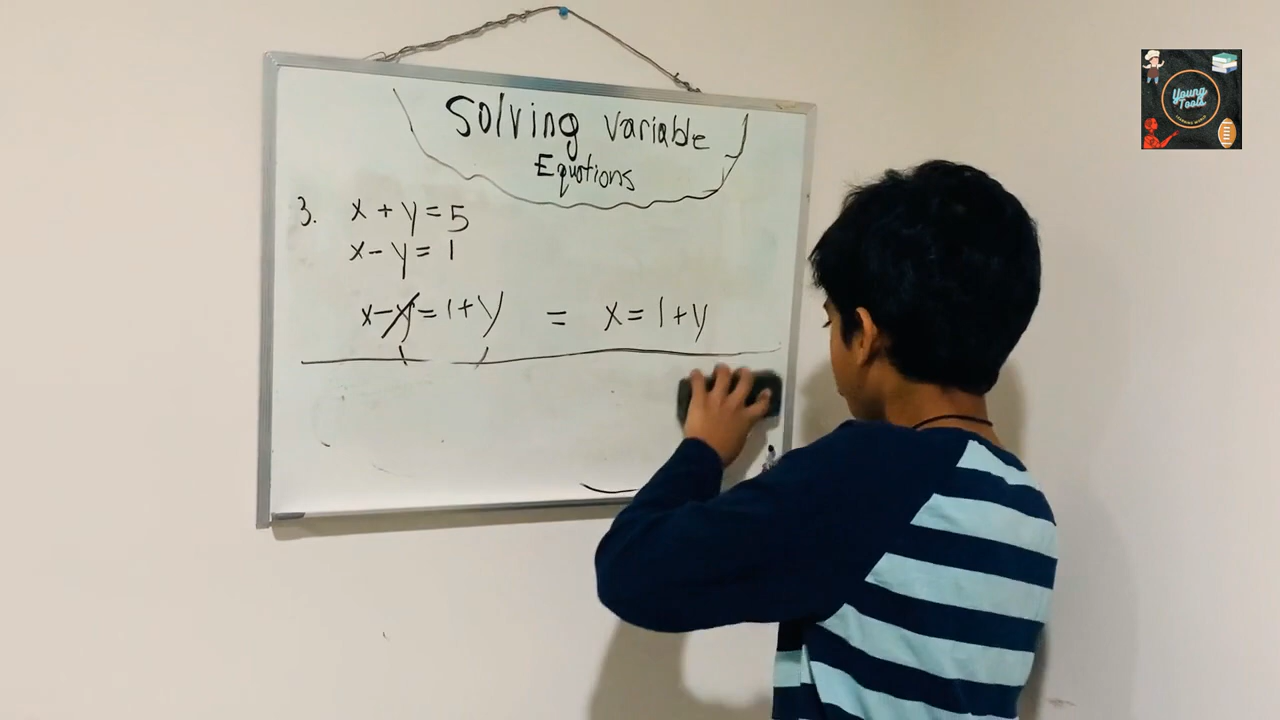 Solving Variable
Equations
3. x + y = 5
x - y = 1
x - y = 1 + y = x = 1 + y
Young
Tools